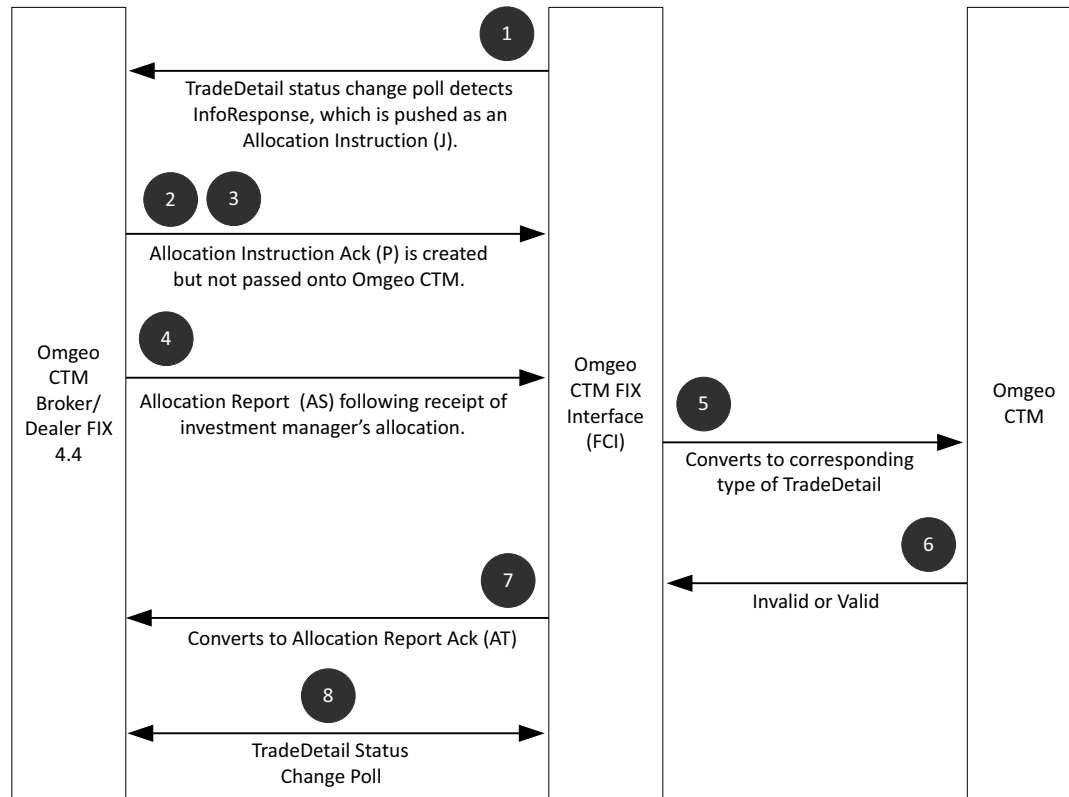 1
TradeDetail status change poll detects
InfoResponse, which is pushed as an
Allocation Instruction (J).
2
3
Allocation Instruction Ack (P) is created
but not passed onto Omgeo CTM.
4
Allocation Report (AS) following receipt of
investment manager’s allocation.
Omgeo
CTM
Broker/
Dealer FIX
4.4
Omgeo
CTM FIX
Interface
(FCI)
Omgeo
CTM
5
Converts to corresponding
type of TradeDetail
6
Invalid or Valid
7
Converts to Allocation Report Ack (AT)
8
TradeDetail Status
Change Poll